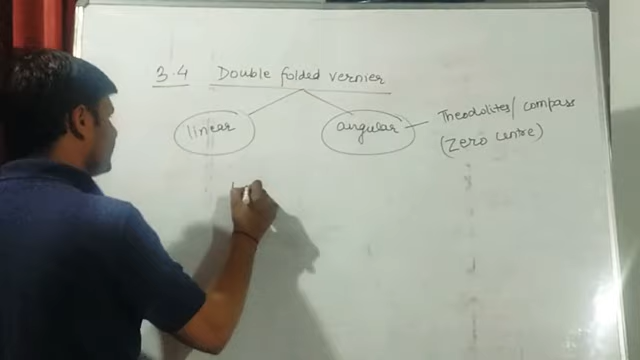 3.4 Double folded vernier
linear
angular
Theodolites/compass
(Zero centre)